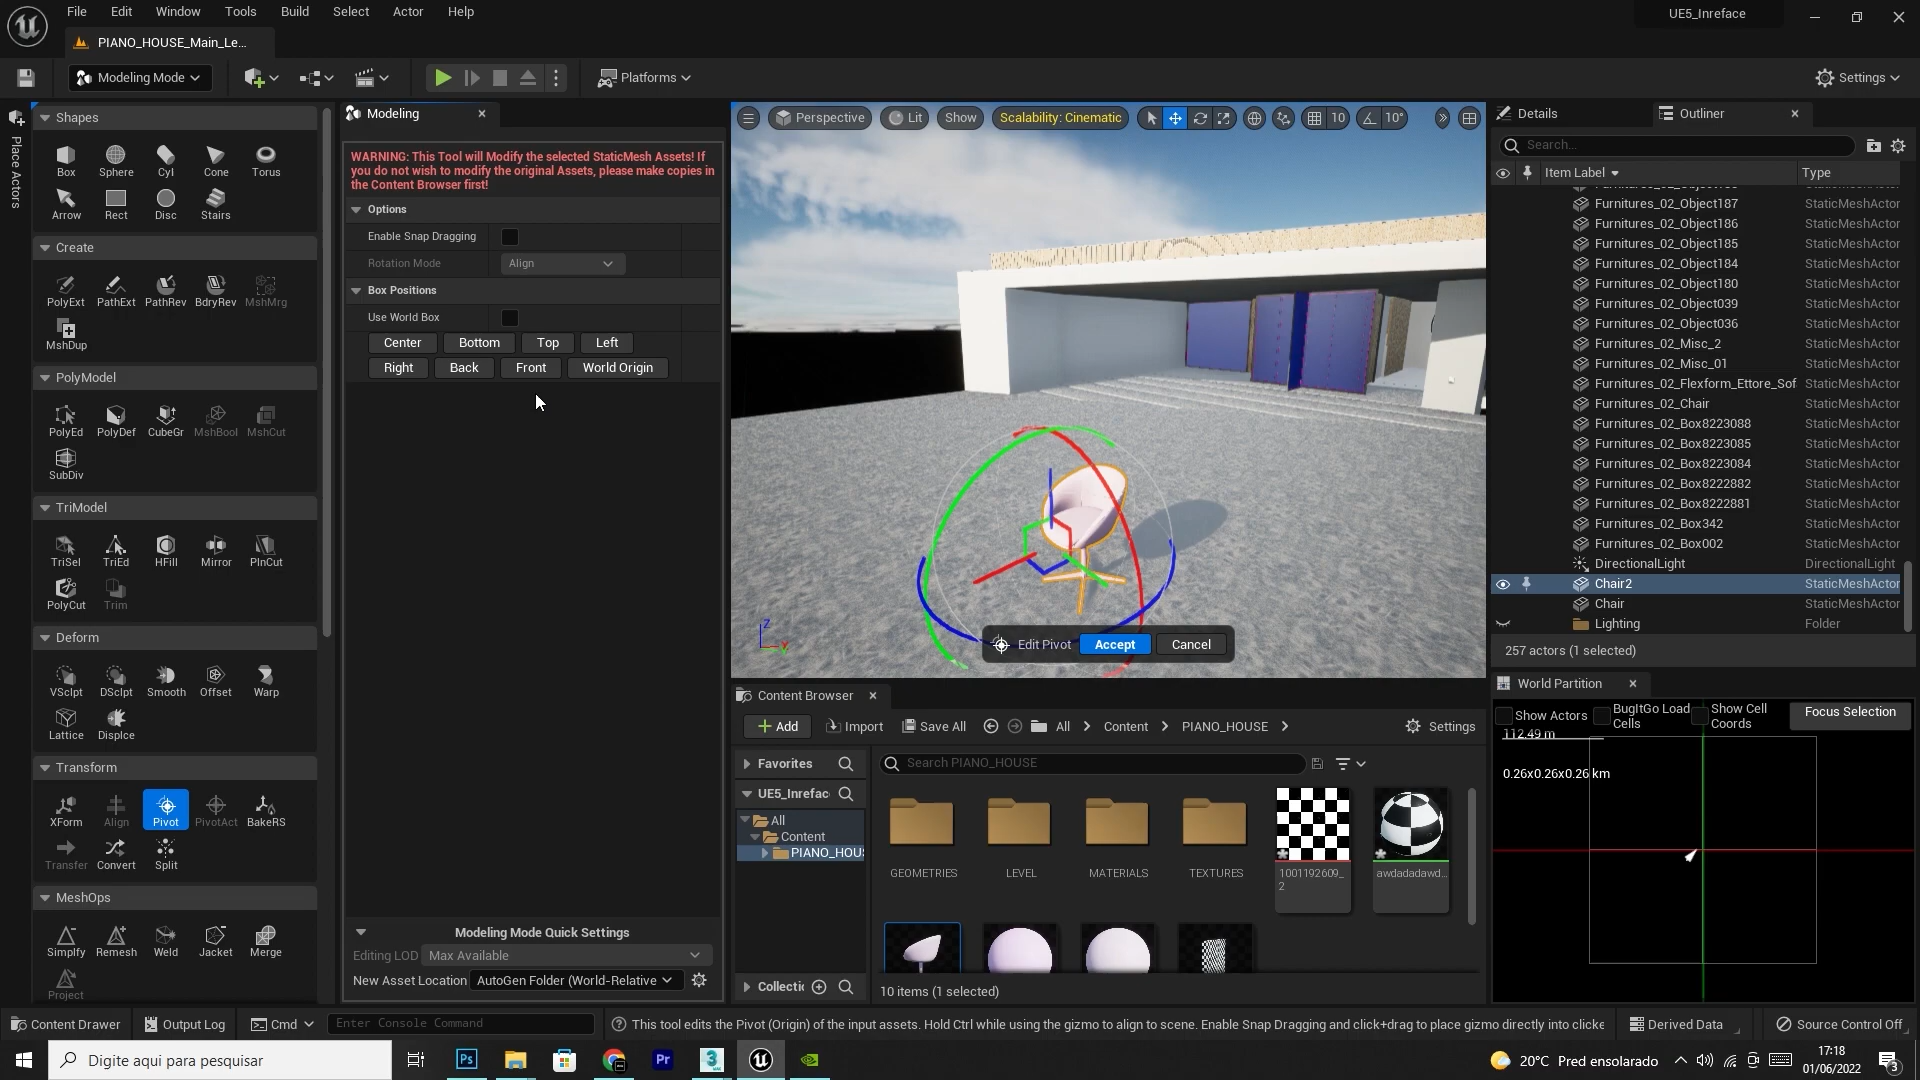 File Edit Window Tools Build Select Actor Help
UE5_Inreface
PIANO_HOUSE_Main_Le...
Modeling Mode
Platforms
Settings
Place Actors
Shapes
Box Sphere Cyl Cone Torus
Arrow Rect Disc Stairs
Create
PolyExt PathExt PathRev BdryRev MshMrg
MshDup
PolyModel
PolyEd PolyDef CubeGr MshBool MshCut
SubDiv
TriModel
TriSel TriEd HFill Mirror PlnCut
PolyCut Trim
Deform
VSclpt DSclpt Smooth Offset Warp
Lattice Displce
Transform
XForm Align Pivot PivotAct BakeRS
Transfer Convert Split
MeshOps
Simplfy Remesh Weld Jacket Merge
Project
Modeling
WARNING: This Tool will Modify the selected StaticMesh Assets! If
you do not wish to modify the original Assets, please make copies in
the Content Browser first!
Options
Enable Snap Dragging
Rotation Mode Align
Box Positions
Use World Box
Center Bottom Top Left
Right Back Front World Origin
Modeling Mode Quick Settings
Editing LOD Max Available
New Asset Location AutoGen Folder (World-Relative
Perspective Lit Show Scalability: Cinematic 10 10°
Z
Edit Pivot Accept Cancel
Content Browser
Add Import Save All All Content PIANO_HOUSE Settings
Favorites
Search PIANO_HOUSE
UE5_Inrefac
All
Content
PIANO_HOUS
Collectic
GEOMETRIES LEVEL MATERIALS TEXTURES 1001192609_
2 awdadadawd...
10 items (1 selected)
Details Outliner
Search...
Item Label Type
Furnitures_02_Object187 StaticMeshActor
Furnitures_02_Object186 StaticMeshActor
Furnitures_02_Object185 StaticMeshActor
Furnitures_02_Object184 StaticMeshActor
Furnitures_02_Object180 StaticMeshActor
Furnitures_02_Object039 StaticMeshActor
Furnitures_02_Object036 StaticMeshActor
Furnitures_02_Misc_2 StaticMeshActor
Furnitures_02_Misc_01 StaticMeshActor
Furnitures_02_Flexform_Ettore_Sof StaticMeshActor
Furnitures_02_Chair StaticMeshActor
Furnitures_02_Box8223088 StaticMeshActor
Furnitures_02_Box8223085 StaticMeshActor
Furnitures_02_Box8223084 StaticMeshActor
Furnitures_02_Box8222882 StaticMeshActor
Furnitures_02_Box8222881 StaticMeshActor
Furnitures_02_Box342 StaticMeshActor
Furnitures_02_Box002 StaticMeshActor
DirectionalLight DirectionalLight
Chair2 StaticMeshActor
Chair StaticMeshActor
Lighting Folder
257 actors (1 selected)
World Partition
Show Actors BugItGo Load
Cells Show Cell
Coords Focus Selection
112.49 m
0.26x0.26x0.26 km
Content Drawer Output Log Cmd Enter Console Command This tool edits the Pivot (Origin) of the input assets. Hold Ctrl while using the gizmo to align to scene. Enable Snap Dragging and click+drag to place gizmo directly into clicke Derived Data Source Control Off
Digite aqui para pesquisar
Ps
Pr
3
20°C Pred ensolarado
17:18
01/06/2022
3